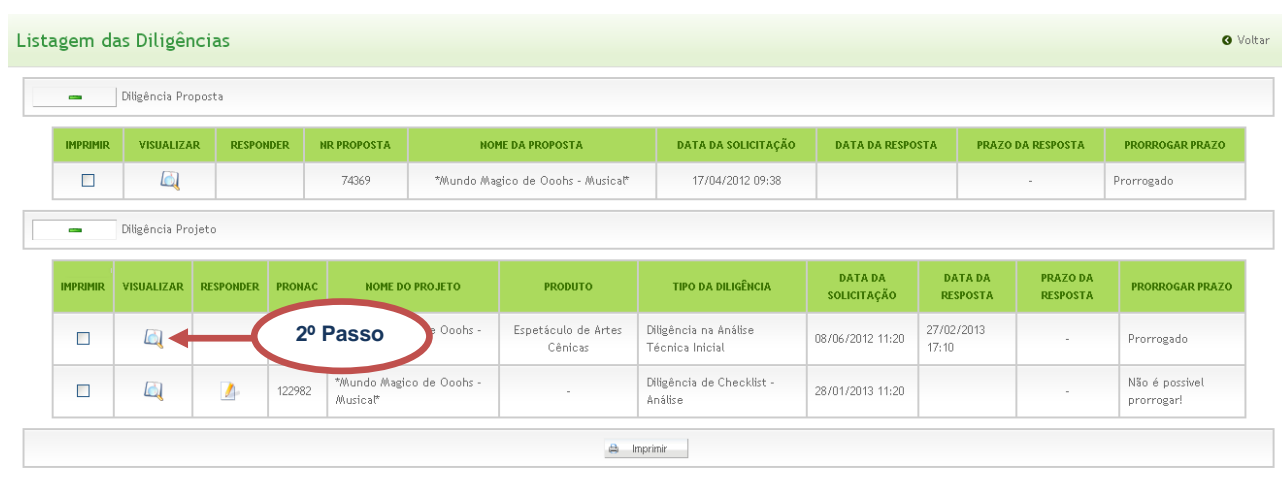 Listagem das Diligências
Voltar
Diligência Proposta
IMPRIMIR VISUALIZAR RESPONDER NR PROPOSTA NOME DA PROPOSTA DATA DA SOLICITAÇÃO DATA DA RESPOSTA PRAZO DA RESPOSTA PRORROGAR PRAZO
74369 *Mundo Magico de Ooohs - Musical* 17/04/2012 09:38 - Prorrogado
Diligência Projeto
IMPRIMIR VISUALIZAR RESPONDER PRONAC NOME DO PROJETO PRODUTO TIPO DA DILIGÊNCIA DATA DA SOLICITAÇÃO DATA DA RESPOSTA PRAZO DA RESPOSTA PRORROGAR PRAZO
2º Passo
Ooohs - Espetáculo de Artes Cênicas Diligência na Análise Técnica Inicial 08/06/2012 11:20 27/02/2013 17:10 - Prorrogado
122982 *Mundo Magico de Ooohs - Musical* - Diligência de Checklist - Análise 28/01/2013 11:20 - Não é possivel prorrogar!
Imprimir